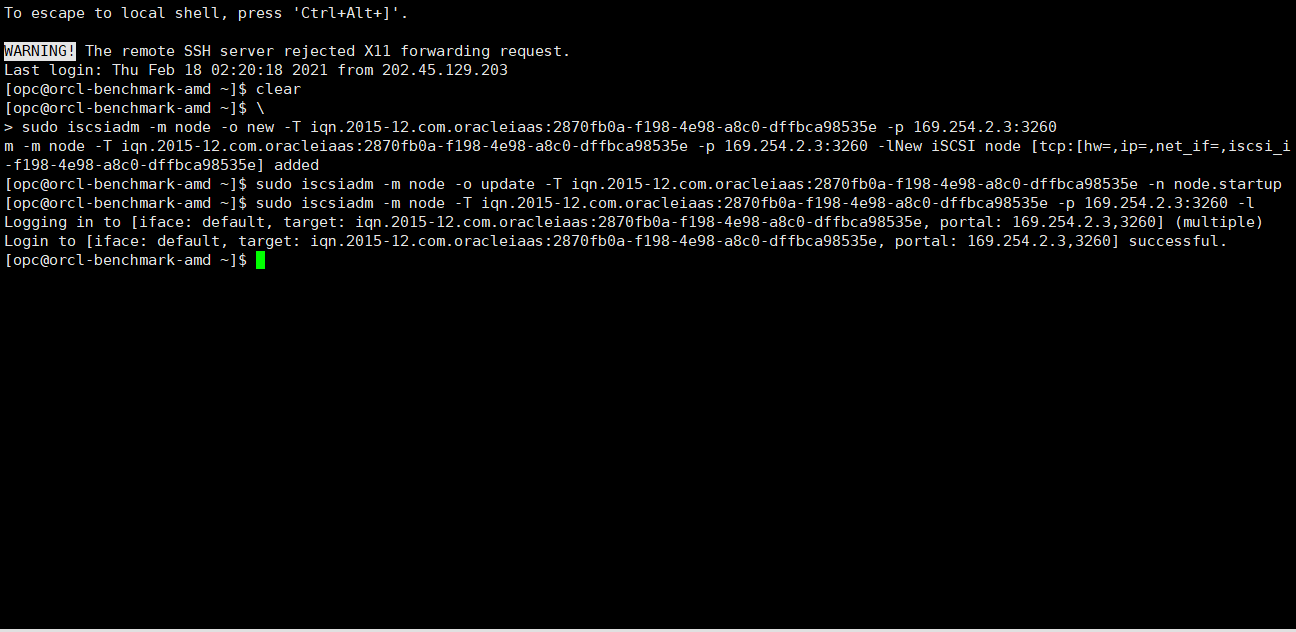 To escape to local shell, press 'Ctrl+Alt+]'.
WARNING! The remote SSH server rejected X11 forwarding request.
Last login: Thu Feb 18 02:20:18 2021 from 202.45.129.203
[opc@orcl-benchmark-amd ~]$ clear
[opc@orcl-benchmark-amd ~]$ \
> sudo iscsiadm -m node -o new -T iqn.2015-12.com.oracleiaas:2870fb0a-f198-4e98-a8c0-dffbca98535e -p 169.254.2.3:3260
m -m node -T iqn.2015-12.com.oracleiaas:2870fb0a-f198-4e98-a8c0-dffbca98535e -p 169.254.2.3:3260 -lNew iSCSI node [tcp:[hw=,ip=,net_if=,iscsi_i
-f198-4e98-a8c0-dffbca98535e] added
[opc@orcl-benchmark-amd ~]$ sudo iscsiadm -m node -o update -T iqn.2015-12.com.oracleiaas:2870fb0a-f198-4e98-a8c0-dffbca98535e -n node.startup
[opc@orcl-benchmark-amd ~]$ sudo iscsiadm -m node -T iqn.2015-12.com.oracleiaas:2870fb0a-f198-4e98-a8c0-dffbca98535e -p 169.254.2.3:3260 -l
Logging in to [iface: default, target: iqn.2015-12.com.oracleiaas:2870fb0a-f198-4e98-a8c0-dffbca98535e, portal: 169.254.2.3,3260] (multiple)
Login to [iface: default, target: iqn.2015-12.com.oracleiaas:2870fb0a-f198-4e98-a8c0-dffbca98535e, portal: 169.254.2.3,3260] successful.
[opc@orcl-benchmark-amd ~]$